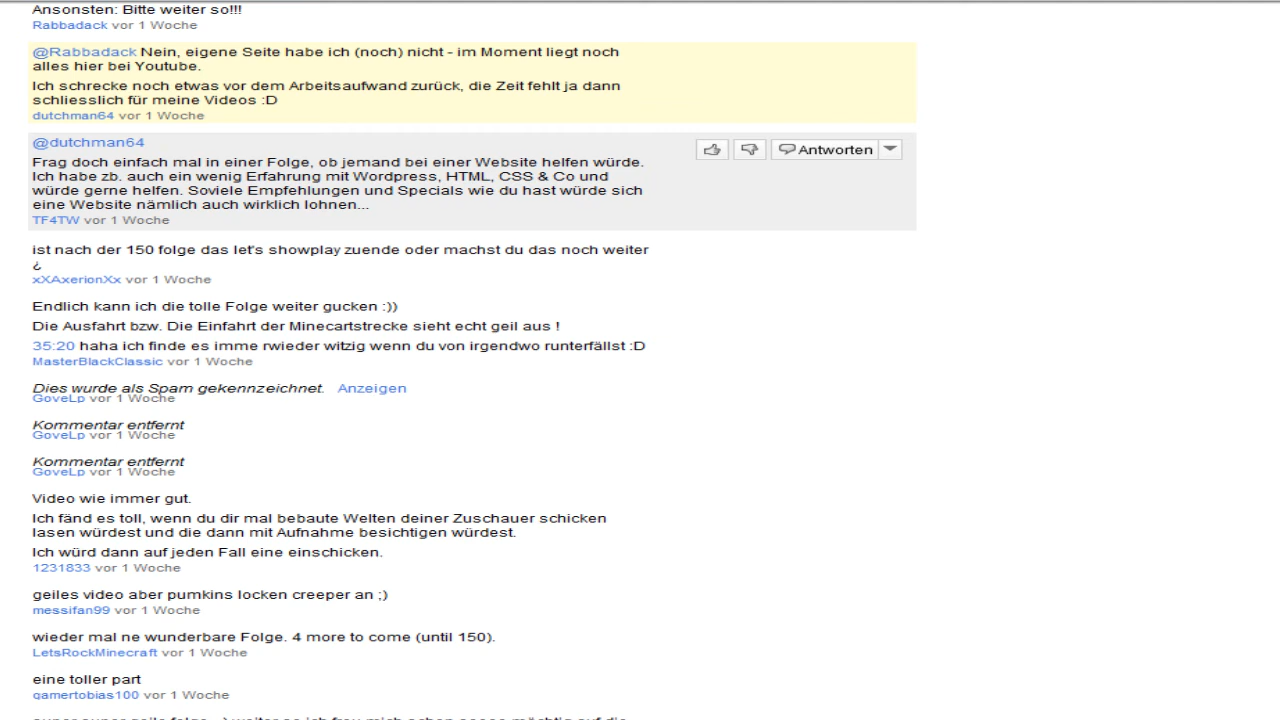 Ansonsten: Bitte weiter so!!!
Rabbadack vor 1 Woche
@Rabbadack Nein, eigene Seite habe ich (noch) nicht - im Moment liegt noch
alles hier bei Youtube.
Ich schrecke noch etwas vor dem Arbeitsaufwand zurück, die Zeit fehlt ja dann
schliesslich für meine Videos :D
dutchman64 vor 1 Woche
@dutchman64
Antworten
Frag doch einfach mal in einer Folge, ob jemand bei einer Website helfen würde.
Ich habe zb. auch ein wenig Erfahrung mit Wordpress, HTML, CSS & Co und
würde gerne helfen. Soviele Empfehlungen und Specials wie du hast würde sich
eine Website nämlich auch wirklich lohnen...
TF4TW vor 1 Woche
ist nach der 150 folge das let's showplay zuende oder machst du das noch weiter
¿
xXAxerionXx vor 1 Woche
Endlich kann ich die tolle Folge weiter gucken :))
Die Ausfahrt bzw. Die Einfahrt der Minecartstrecke sieht echt geil aus !
35:20 haha ich finde es imme rwieder witzig wenn du von irgendwo runterfällst :D
MasterBlackClassic vor 1 Woche
Dies wurde als Spam gekennzeichnet. Anzeigen
GoveLp vor 1 Woche
Kommentar entfernt
GoveLp vor 1 Woche
Kommentar entfernt
GoveLp vor 1 Woche
Video wie immer gut.
Ich fänd es toll, wenn du dir mal bebaute Welten deiner Zuschauer schicken
lasen würdest und die dann mit Aufnahme besichtigen würdest.
Ich würd dann auf jeden Fall eine einschicken.
1231833 vor 1 Woche
geiles video aber pumkins locken creeper an ;)
messifan99 vor 1 Woche
wieder mal ne wunderbare Folge. 4 more to come (until 150).
LetsRockMinecraft vor 1 Woche
eine toller part
gamertobias100 vor 1 Woche